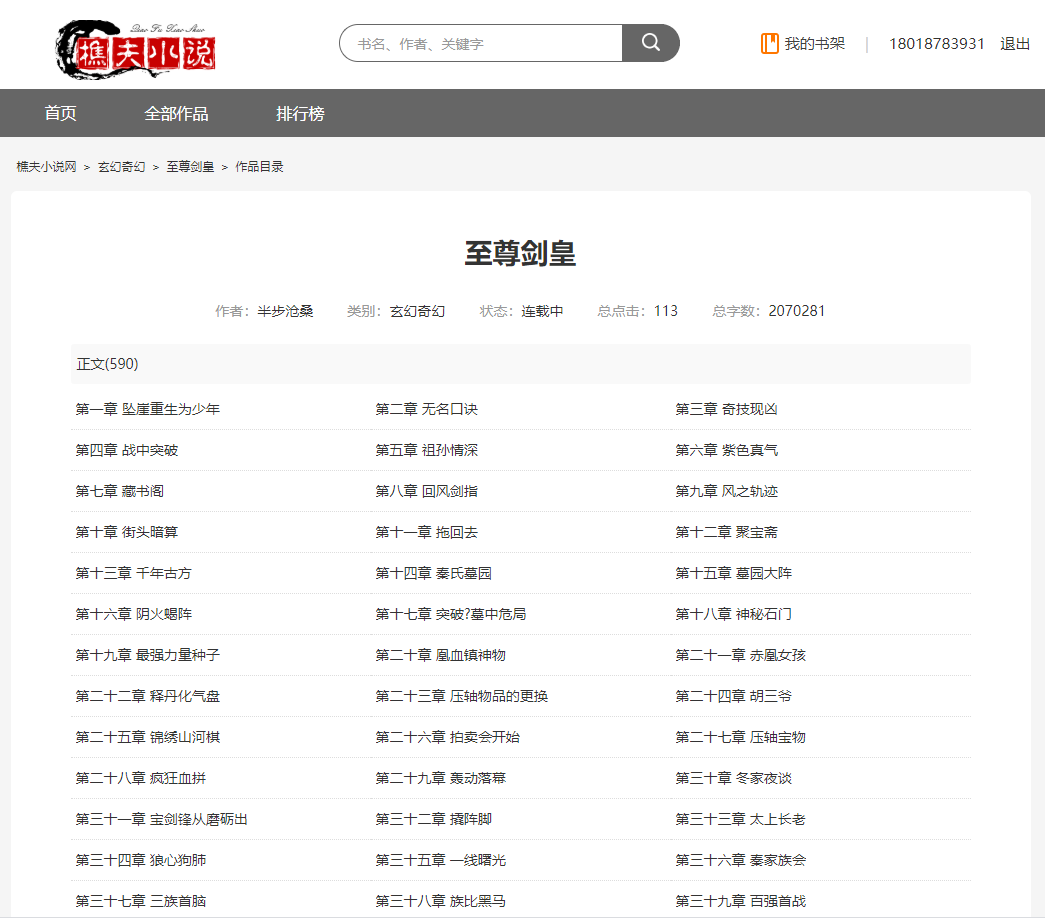 Qiao Fu Xiao Shuo
樵夫小说
书名、作者、关键字
我的书架 | 18018783931 退出
首页 全部作品 排行榜
樵夫小说网 > 玄幻奇幻 > 至尊剑皇 > 作品目录
至尊剑皇
作者：半步沧桑 类别：玄幻奇幻 状态：连载中 总点击：113 总字数：2070281
正文(590)
第一章 坠崖重生为少年 第二章 无名口诀 第三章 奇技现凶
第四章 战中突破 第五章 祖孙情深 第六章 紫色真气
第七章 藏书阁 第八章 回风剑指 第九章 风之轨迹
第十章 街头暗算 第十一章 拖回去 第十二章 聚宝斋
第十三章 千年古方 第十四章 秦氏墓园 第十五章 墓园大阵
第十六章 阴火蝎阵 第十七章 突破?墓中危局 第十八章 神秘石门
第十九章 最强力量种子 第二十章 凰血镇神物 第二十一章 赤凰女孩
第二十二章 释丹化气盘 第二十三章 压轴物品的更换 第二十四章 胡三爷
第二十五章 锦绣山河棋 第二十六章 拍卖会开始 第二十七章 压轴宝物
第二十八章 疯狂血拼 第二十九章 轰动落幕 第三十章 冬家夜谈
第三十一章 宝剑锋从磨砺出 第三十二章 撬阵脚 第三十三章 太上长老
第三十四章 狼心狗肺 第三十五章 一线曙光 第三十六章 秦家族会
第三十七章 三族首脑 第三十八章 族比黑马 第三十九章 百强首战